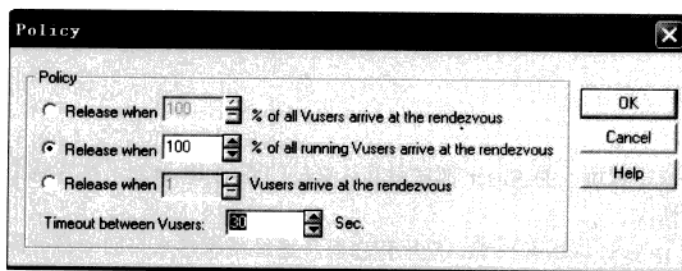 Policy
Policy
Release when 100 % of all Vusers arrive at the rendezvous
Release when 100 % of all running Vusers arrive at the rendezvous
Release when 1 Vusers arrive at the rendezvous
Timeout between Vusers: 30 Sec.
OK
Cancel
Help